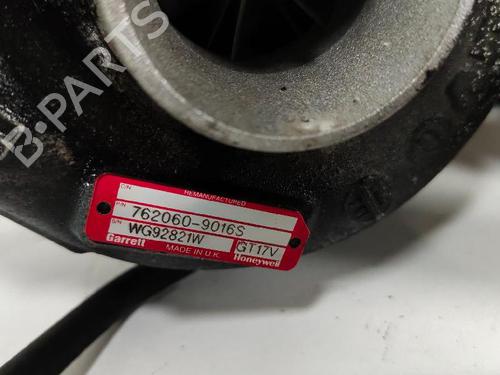 B-PARTS
REMANUFACTURED
C/N
P/N 762060-9016S
S/N WG92821W GT17V
Garrett MADE IN U.K. Honeywell